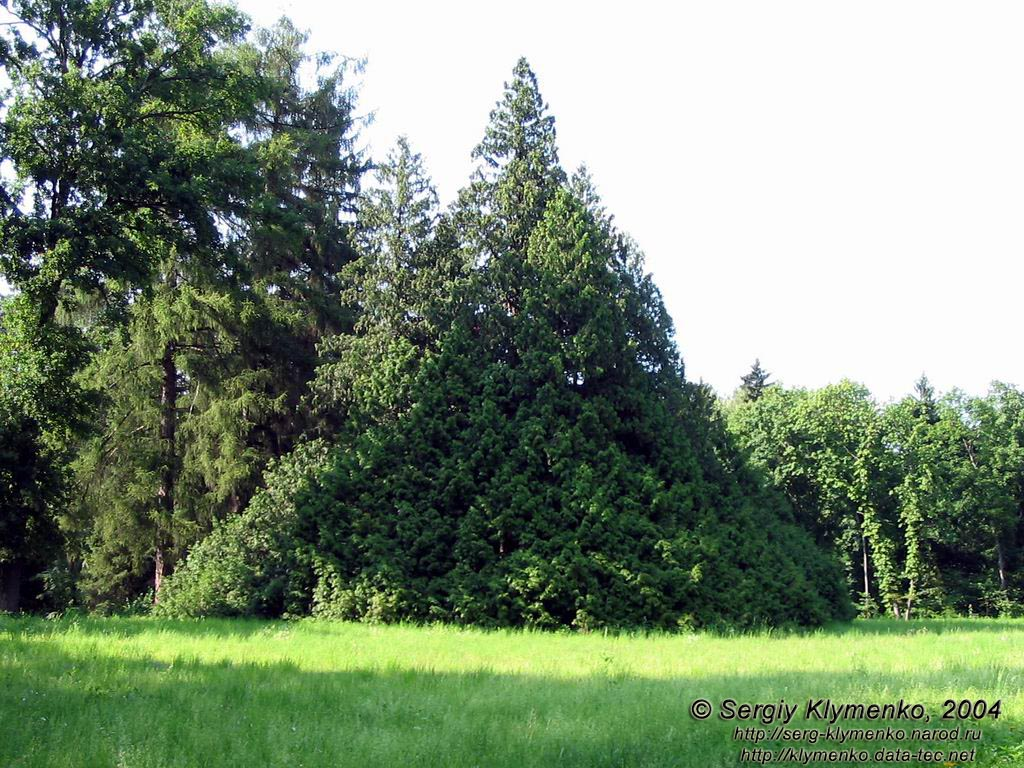 © Sergiy Klymenko, 2004
http://serg-klymenko.narod.ru
http://klymenko.data-tec.net